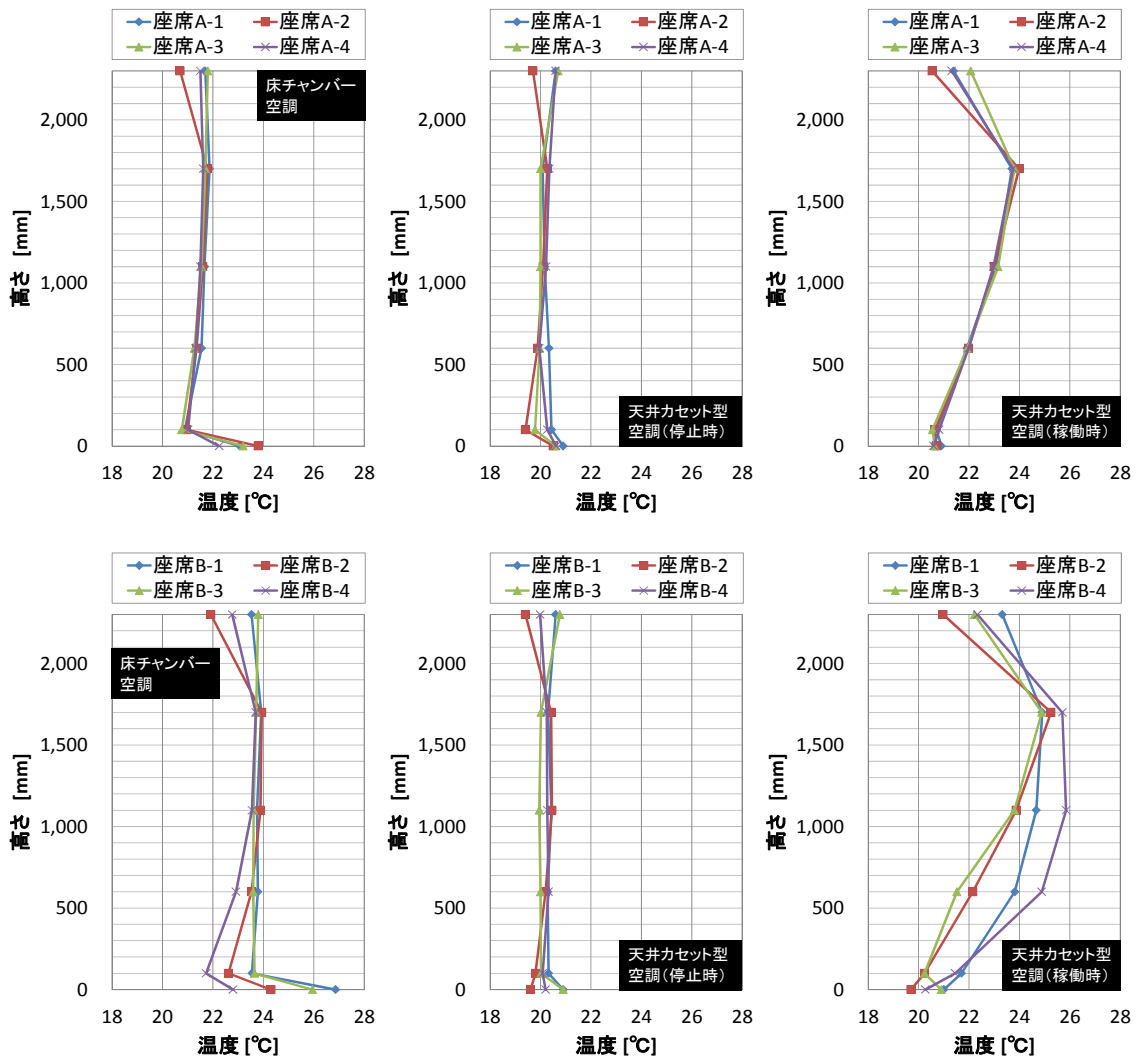 座席A-1 座席A-2
座席A-3 座席A-4
床チャンバー
空調
2,000
1,500
1,000
500
0
高さ [mm]
18 20 22 24 26 28
温度 [℃]
座席A-1 座席A-2
座席A-3 座席A-4
2,000
1,500
1,000
500
0
高さ [mm]
天井カセット型
空調(停止時)
18 20 22 24 26 28
温度 [℃]
座席A-1 座席A-2
座席A-3 座席A-4
2,000
1,500
1,000
500
0
高さ [mm]
天井カセット型
空調(稼働時)
18 20 22 24 26 28
温度 [℃]
座席B-1 座席B-2
座席B-3 座席B-4
床チャンバー
空調
2,000
1,500
1,000
500
0
高さ [mm]
18 20 22 24 26 28
温度 [℃]
座席B-1 座席B-2
座席B-3 座席B-4
2,000
1,500
1,000
500
0
高さ [mm]
天井カセット型
空調(停止時)
18 20 22 24 26 28
温度 [℃]
座席B-1 座席B-2
座席B-3 座席B-4
2,000
1,500
1,000
500
0
高さ [mm]
天井カセット型
空調(稼働時)
18 20 22 24 26 28
温度 [℃]